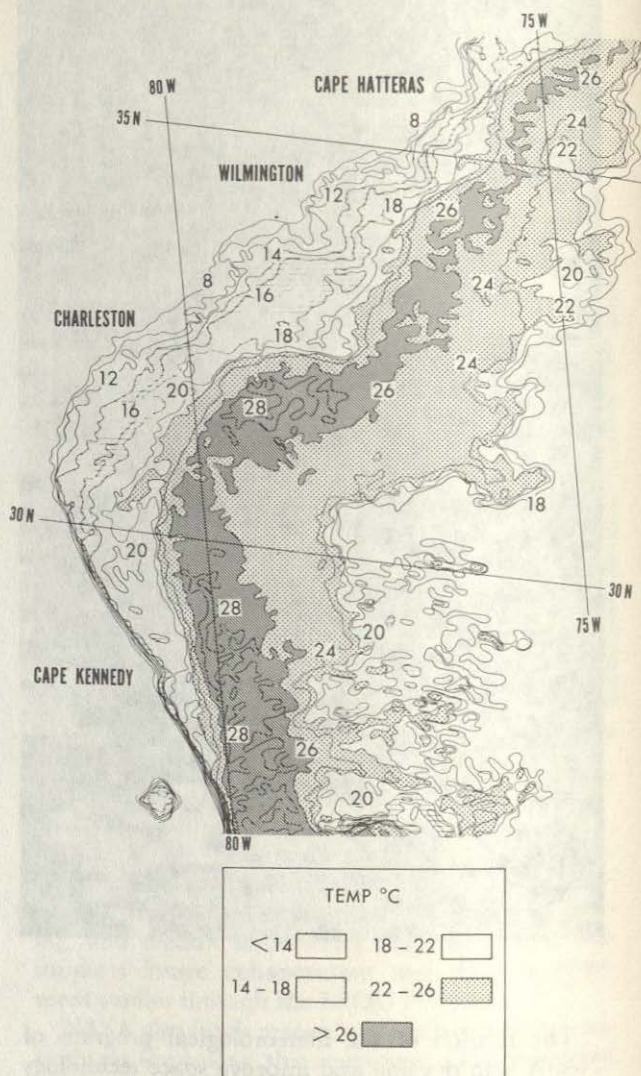 75 W
80 W
CAPE HATTERAS
26
8
35 N
24
22
WILMINGTON
12
18
26
14
20
8
16
24
22
CHARLESTON
18
24
12
20
26
16
28
18
30 N
20
30 N
28
75 W
20
24
CAPE KENNEDY
28
26
20
80 W
TEMP °C
< 14
18 – 22
14 – 18
22 – 26
> 26